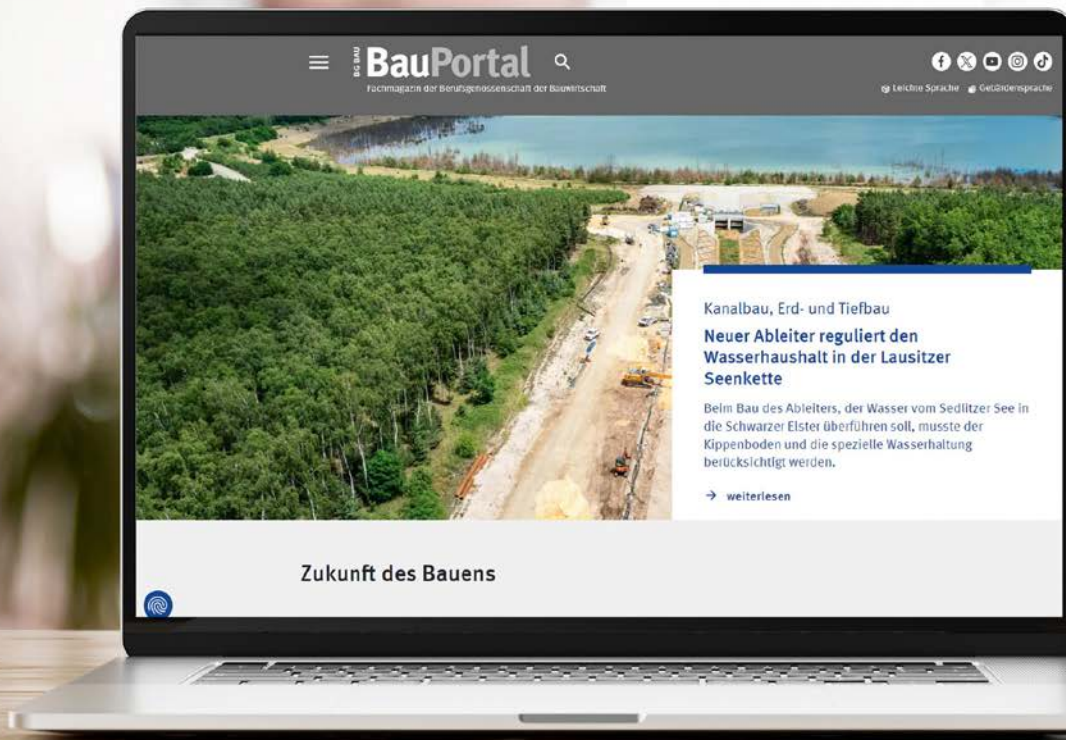 BG BAU
BauPortal
Fachmagazin der Berufsgenossenschaft der Bauwirtschaft
Leichte Sprache Gebärdensprache
Kanalbau, Erd- und Tiefbau
Neuer Ableiter reguliert den
Wasserhaushalt in der Lausitzer
Seenkette
Beim Bau des Ableiters, der Wasser vom Sedlitzer See in
die Schwarzer Elster überführen soll, musste der
Kippenboden und die spezielle Wasserhaltung
berücksichtigt werden.
→ weiterlesen
Zukunft des Bauens